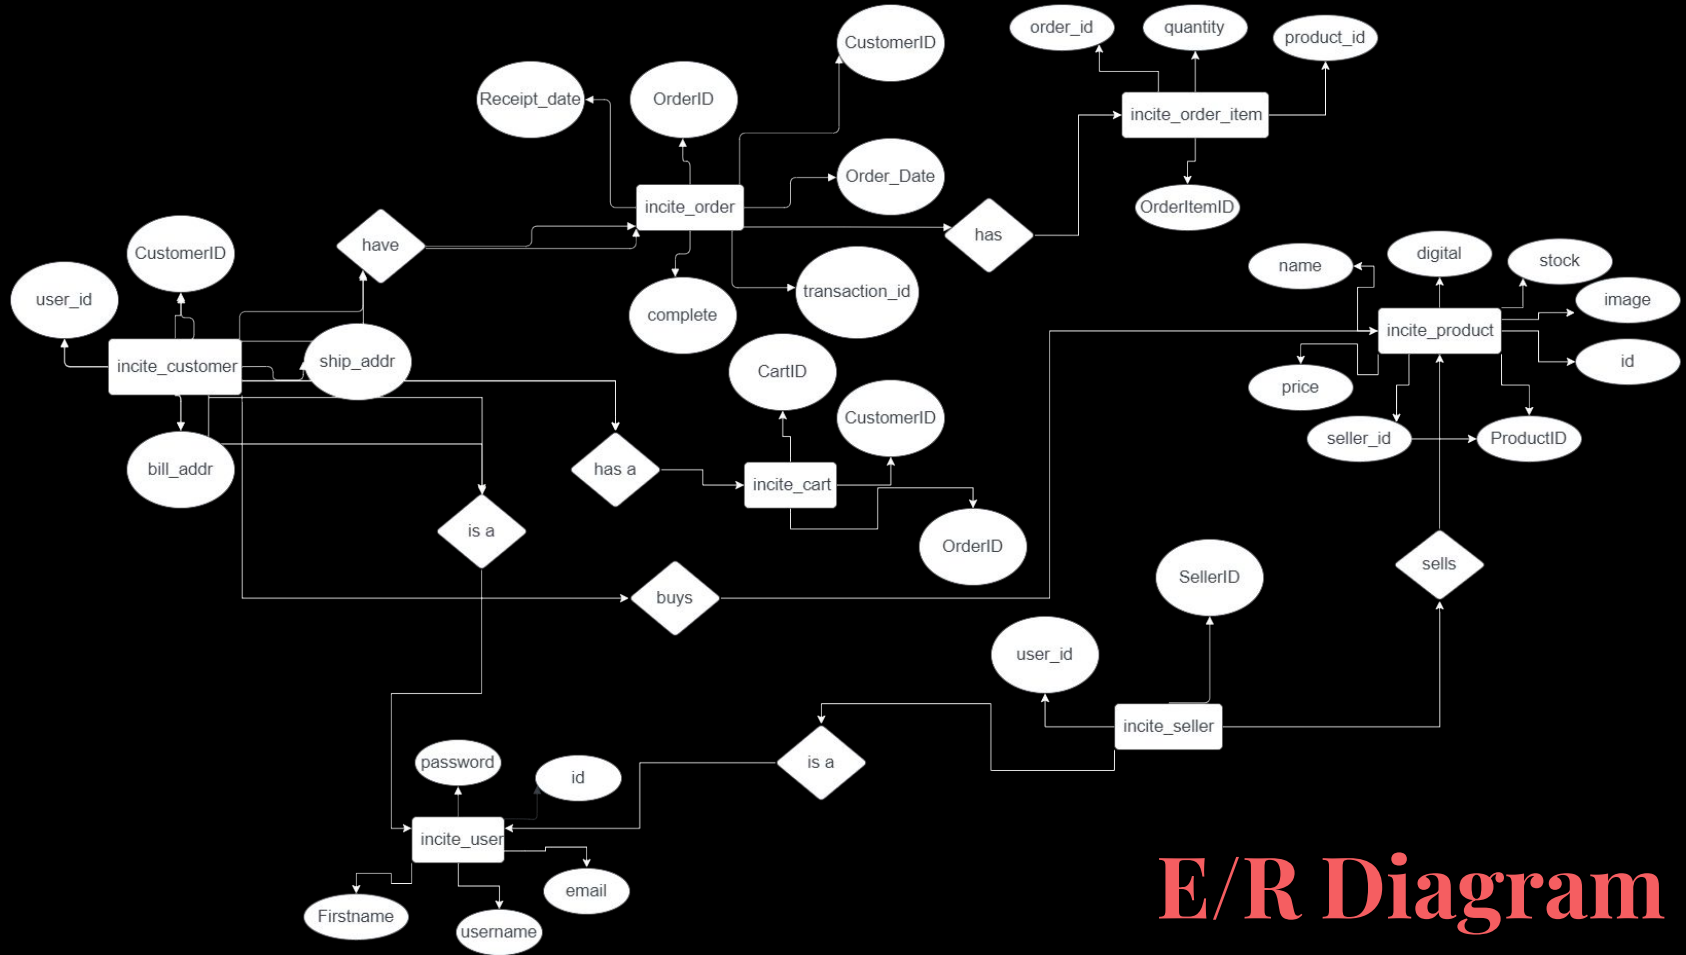 order_id
quantity
product_id
CustomerID
Receipt_date
OrderID
incite_order_item
Order_Date
OrderItemID
incite_order
have
has
CustomerID
user_id
transaction_id
complete
name
digital
stock
image
incite_product
id
price
seller_id
ProductID
incite_customer
ship_addr
CartID
CustomerID
bill_addr
has a
incite_cart
is a
OrderID
sells
SellerID
buys
user_id
incite_seller
is a
password
id
incite_user
email
Firstname
username
E/R Diagram